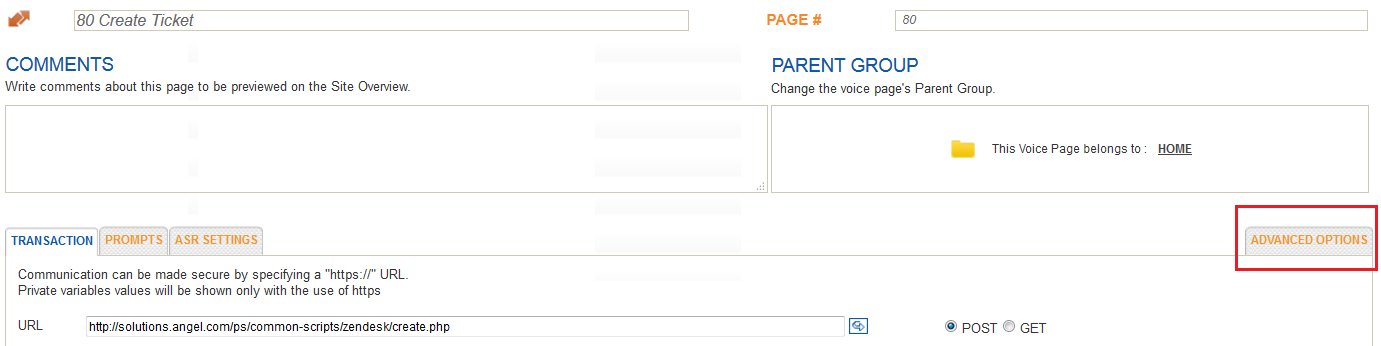 80 Create Ticket
PAGE #
80
COMMENTS
Write comments about this page to be previewed on the Site Overview.
PARENT GROUP
Change the voice page's Parent Group.
This Voice Page belongs to : HOME
TRANSACTION PROMPTS ASR SETTINGS ADVANCED OPTIONS
Communication can be made secure by specifying a "https://" URL.
Private variables values will be shown only with the use of https
URL http://solutions.angel.com/ps/common-scripts/zendesk/create.php POST GET